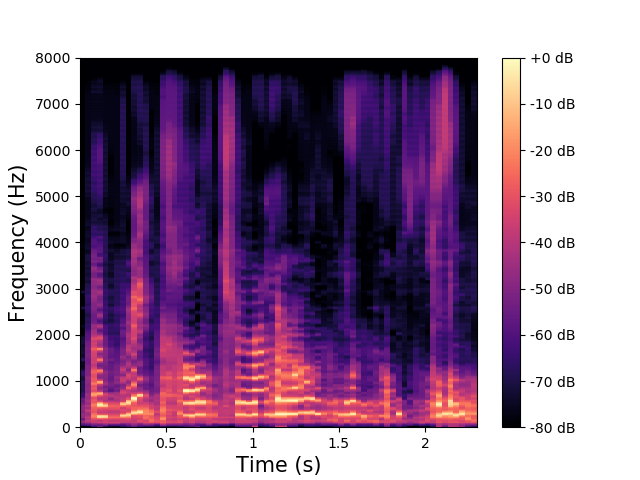 8000
7000
6000
5000
4000
3000
2000
1000
0
Frequency (Hz)
0
0.5
1
1.5
2
Time (s)
+0 dB
-10 dB
-20 dB
-30 dB
-40 dB
-50 dB
-60 dB
-70 dB
-80 dB